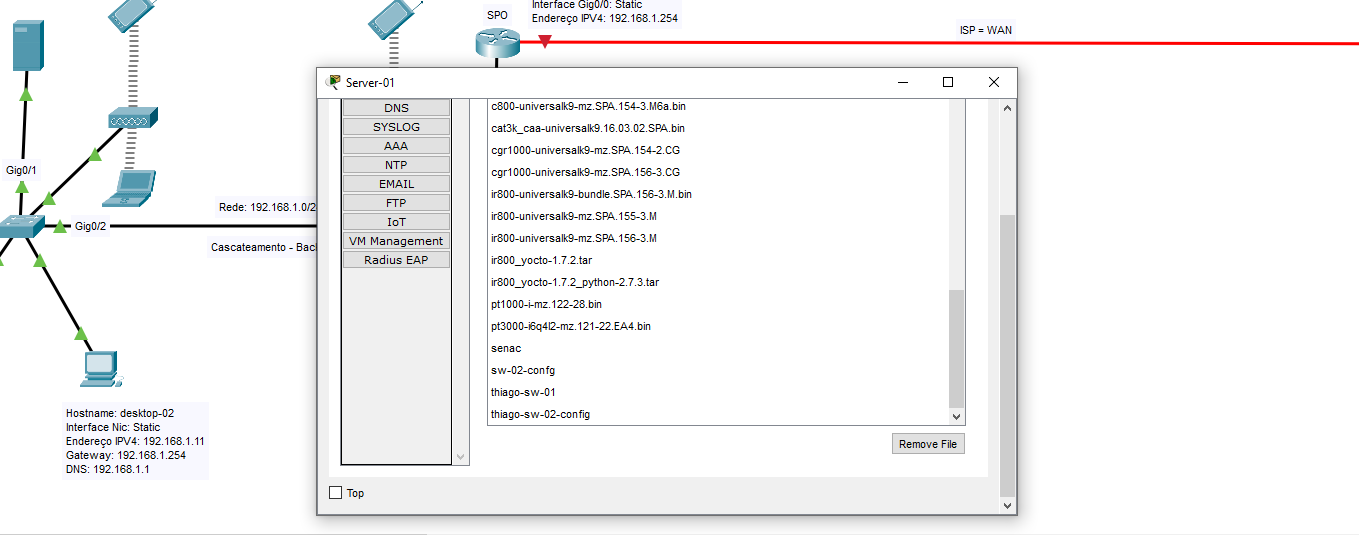 Interface Gig0/0: Static
Endereço IPV4: 192.168.1.254
SPO
ISP = WAN
Gig0/1
Gig0/2
Rede: 192.168.1.0/2
Cascateamento - Back
Hostname: desktop-02
Interface Nic: Static
Endereço IPV4: 192.168.1.11
Gateway: 192.168.1.254
DNS: 192.168.1.1
Server-01
DNS
SYSLOG
AAA
NTP
EMAIL
FTP
IoT
VM Management
Radius EAP
c800-universalk9-mz.SPA.154-3.M6a.bin
cat3k_caa-universalk9.16.03.02.SPA.bin
cgr1000-universalk9-mz.SPA.154-2.CG
cgr1000-universalk9-mz.SPA.156-3.CG
ir800-universalk9-bundle.SPA.156-3.M.bin
ir800-universalk9-mz.SPA.155-3.M
ir800-universalk9-mz.SPA.156-3.M
ir800_yocto-1.7.2.tar
ir800_yocto-1.7.2_python-2.7.3.tar
pt1000-i-mz.122-28.bin
pt3000-i6q4l2-mz.121-22.EA4.bin
senac
sw-02-confg
thiago-sw-01
thiago-sw-02-config
Remove File
Top